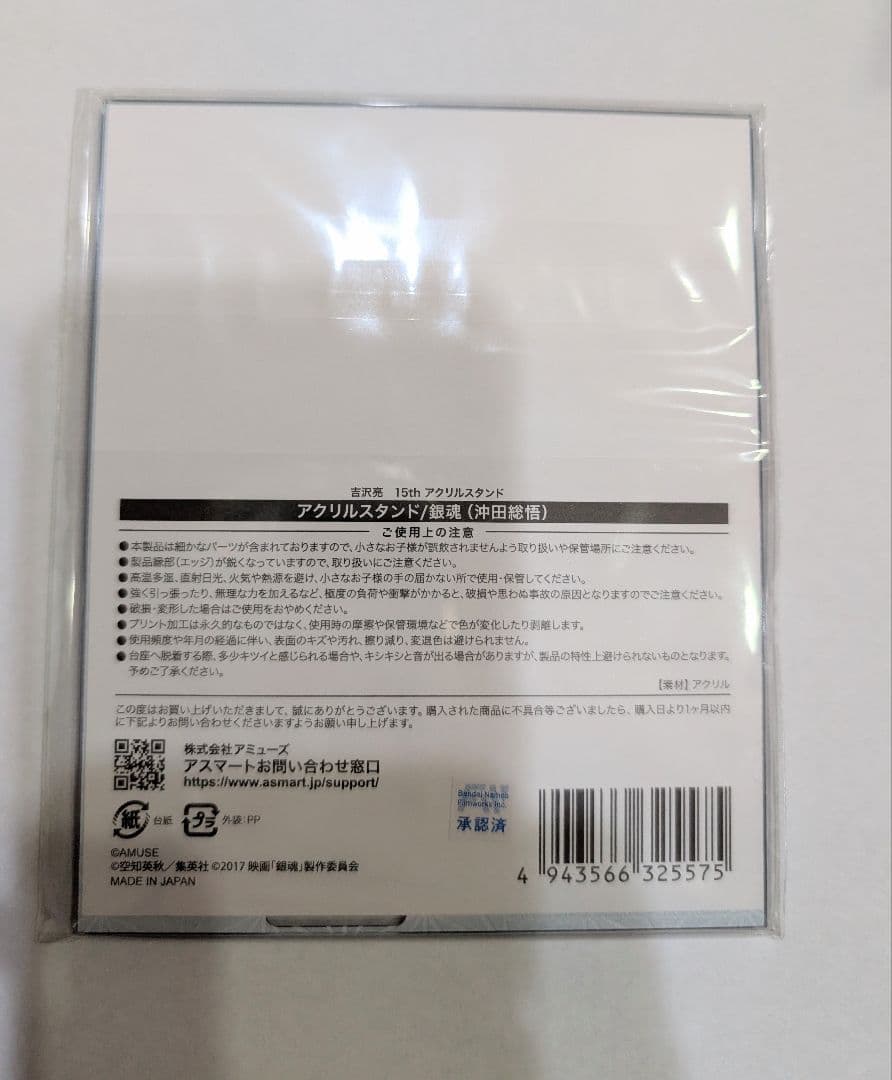 吉沢亮　15th アクリルスタンド
アクリルスタンド/銀魂（沖田総悟）
ご使用上の注意
●本製品は細かなパーツが含まれておりますので、小さなお子様が誤飲されませんよう取り扱いや保管場所にご注意ください。
●製品縁部（エッジ）が鋭くなっていますので、取り扱いにご注意ください。
●高温多湿、直射日光、火気や熱源を避け、小さなお子様の手の届かない所で使用・保管してください。
●強く引っ張ったり、無理な力を加えるなど、極度の負荷や衝撃がかかると、破損や思わぬ事故の原因となりますのでご注意ください。
●破損・変形した場合はご使用をおやめください。
●プリント加工は永久的なものではなく、使用時の摩擦や保管環境などで色が変化したり剥離します。
●使用頻度や年月の経過に伴い、表面のキズや汚れ、擦り減り、変退色は避けられません。
●台座へ脱着する際、多少キツイと感じられる場合や、キシキシと音が出る場合がありますが、製品の特性上避けられないものとなります。
予めご了承ください。
【素材】アクリル
この度はお買い上げいただきまして、誠にありがとうございます。購入された商品に不具合等ございましたら、購入日より1ヶ月以内
に下記よりお問い合わせくださいますようお願い申し上げます。
株式会社アミューズ
アスマートお問い合わせ窓口
https://www.asmart.jp/support/
紙 台紙 プラ 外袋:PP
Bandai Namco
Filmworks Inc.
承認済
©AMUSE
©空知英秋／集英社 ©2017 映画「銀魂」製作委員会
MADE IN JAPAN
4 943566 325575